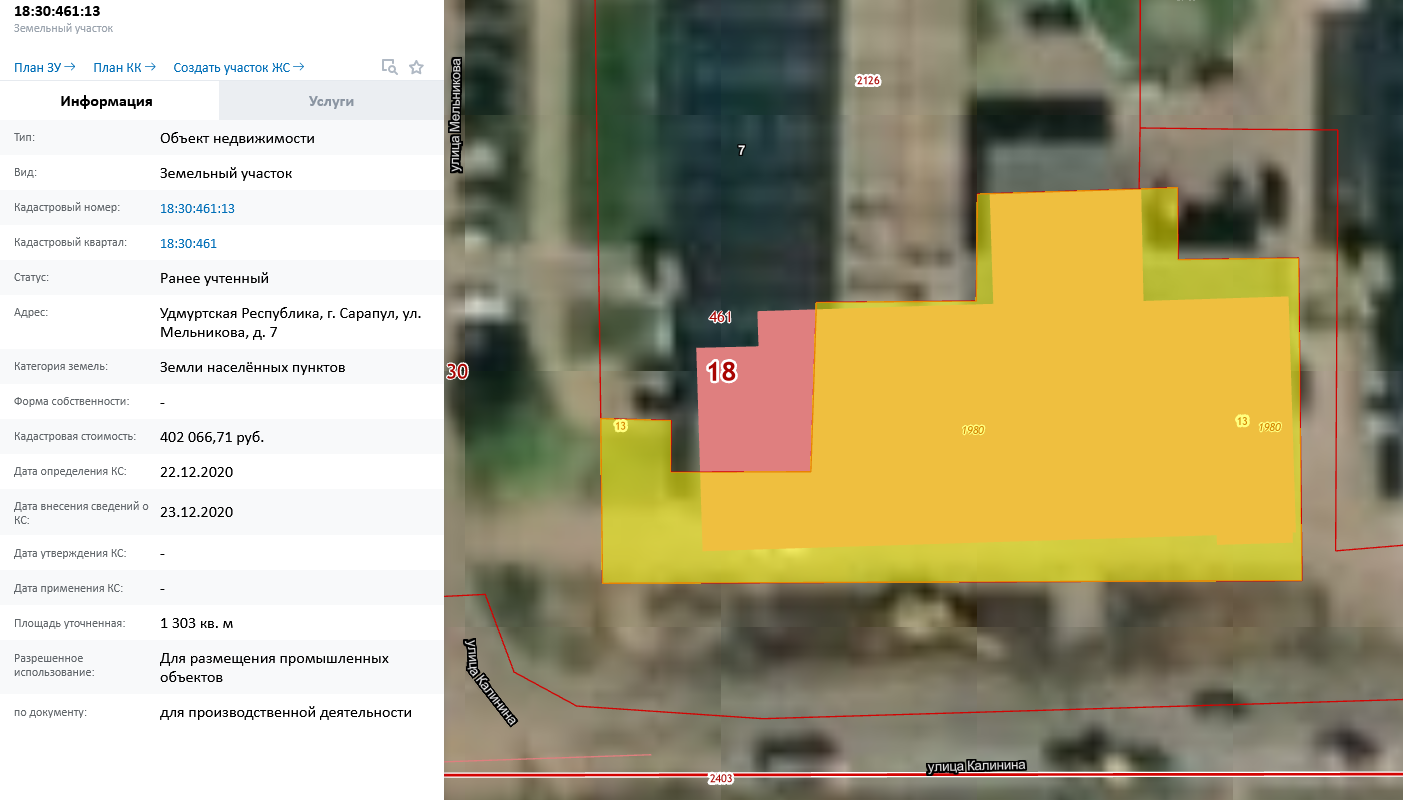 18:30:461:13
Земельный участок
План ЗУ →
План КК →
Создать участок ЖС →
Информация
Услуги
Тип:
Объект недвижимости
Вид:
Земельный участок
Кадастровый номер:
18:30:461:13
Кадастровый квартал:
18:30:461
Статус:
Ранее учтенный
Адрес:
Удмуртская Республика, г. Сарапул, ул.
Мельникова, д. 7
Категория земель:
Земли населённых пунктов
Форма собственности:
-
Кадастровая стоимость:
402 066,71 руб.
Дата определения КС:
22.12.2020
Дата внесения сведений о
КС:
23.12.2020
Дата утверждения КС:
-
Дата применения КС:
-
Площадь уточненная:
1 303 кв. м
Разрешенное
использование:
Для размещения промышленных
объектов
по документу:
для производственной деятельности
улица Мельникова
2126
7
461
18
30
13
1980
13
1980
улица Калинина
улица Калинина
2403